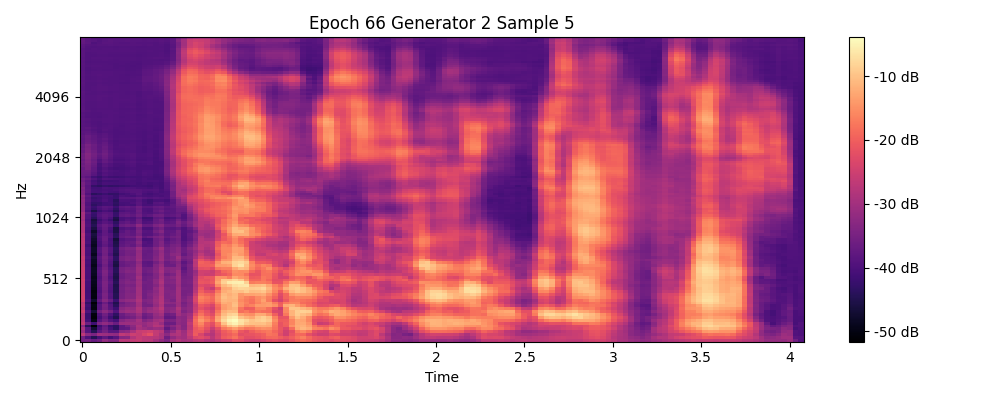 Epoch 66 Generator 2 Sample 5
Hz
4096
2048
1024
512
0
0 0.5 1 1.5 2 2.5 3 3.5 4
Time
-10 dB
-20 dB
-30 dB
-40 dB
-50 dB